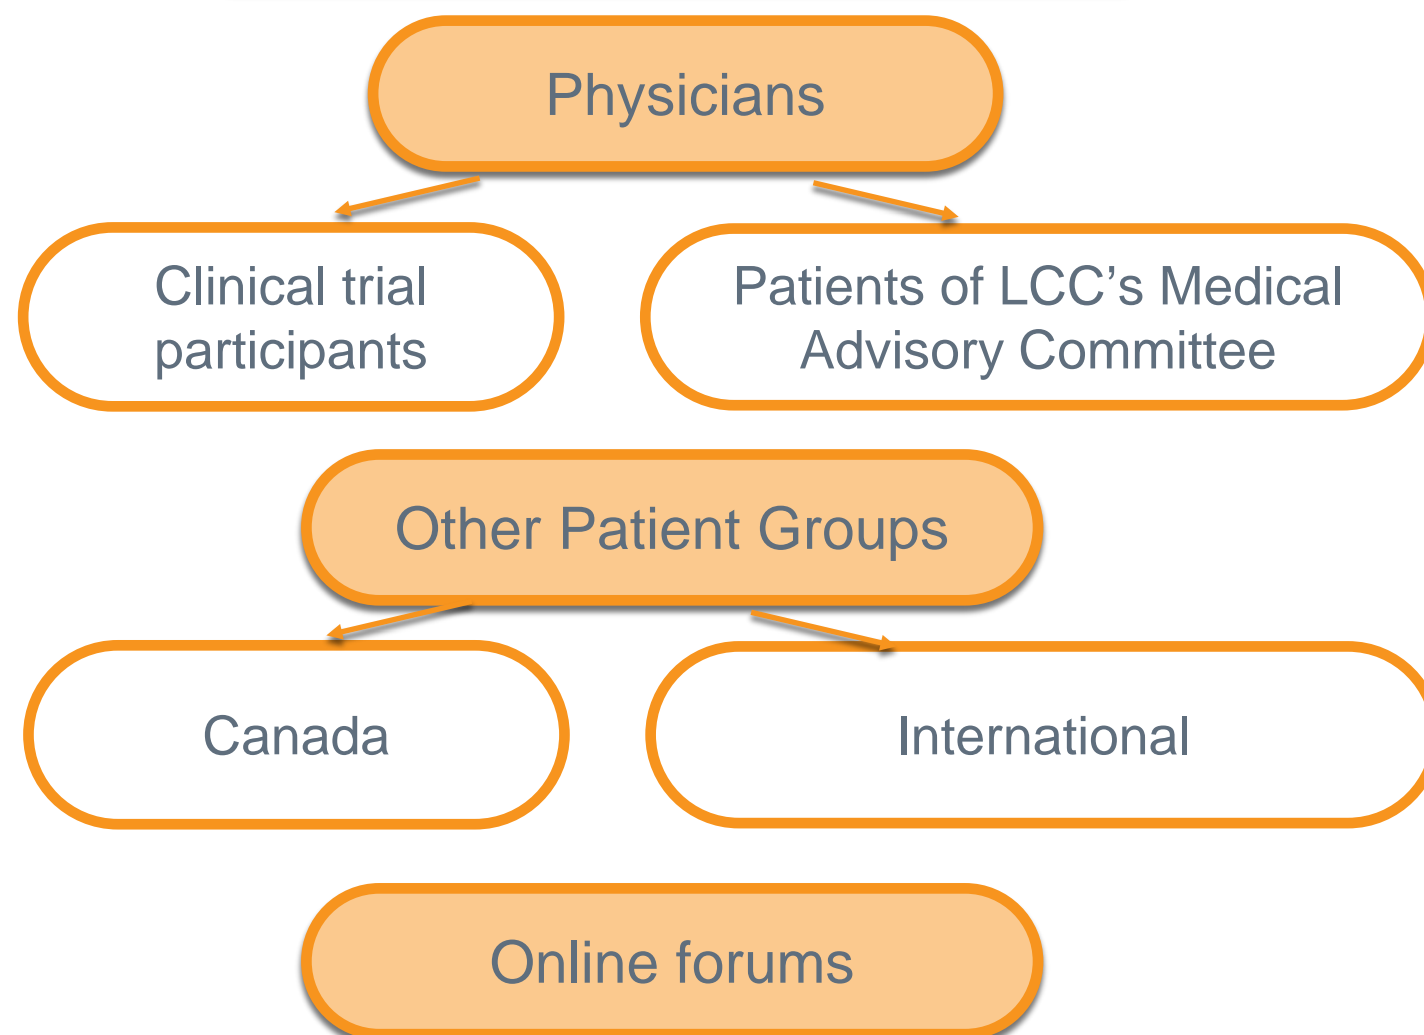 Physicians
Clinical trial
participants
Patients of LCC’s Medical
Advisory Committee
Other Patient Groups
Canada
International
Online forums